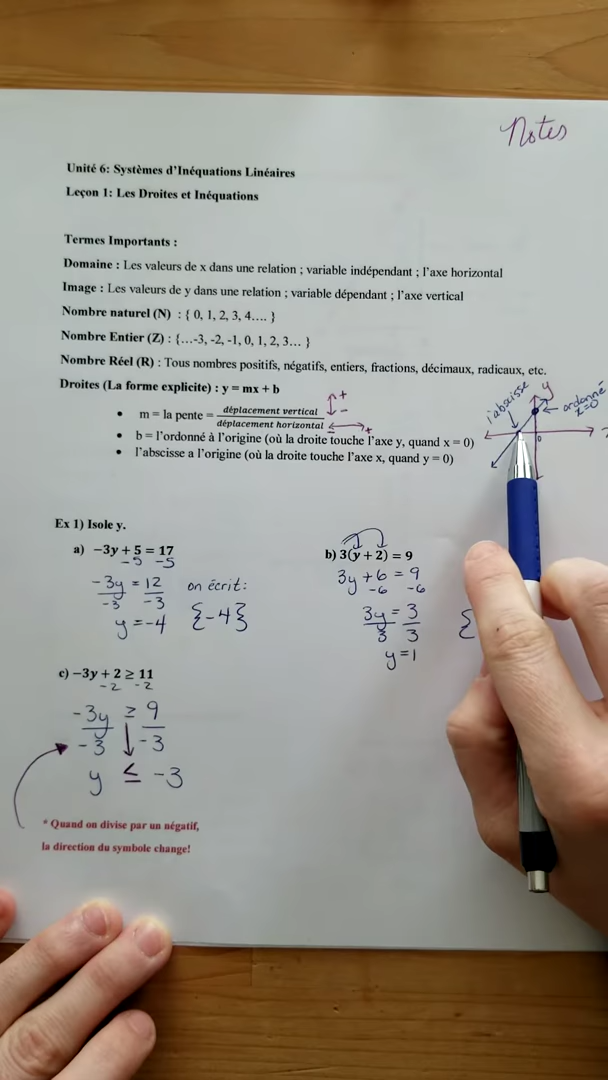 Notes
Unité 6: Systèmes d'Inéquations Linéaires
Leçon 1: Les Droites et Inéquations
Termes Importants :
Domaine : Les valeurs de x dans une relation ; variable indépendant ; l'axe horizontal
Image : Les valeurs de y dans une relation ; variable dépendant ; l'axe vertical
Nombre naturel (N) : { 0, 1, 2, 3, 4.... }
Nombre Entier (Z) : {...-3, -2, -1, 0, 1, 2, 3... }
Nombre Réel (R) : Tous nombres positifs, négatifs, entiers, fractions, décimaux, radicaux, etc.
Droites (La forme explicite) : y = mx + b
• m = la pente = déplacement vertical / déplacement horizontal + - - +
• b = l'ordonné à l'origine (où la droite touche l'axe y, quand x = 0)
• l'abscisse a l'origine (où la droite touche l'axe x, quand y = 0)
l'abscisse
y
ordonné
x=0
0
Ex 1) Isole y.
a) −3y + 5 = 17
-5 -5
-3y = 12
-3 -3
y = -4
on écrit:
{-4}
b) 3(y + 2) = 9
3y + 6 = 9
-6 -6
3y = 3
3 3
y = 1
{
c) −3y + 2 ≥ 11
-2 -2
-3y ≥ 9
-3 -3
y ≤ -3
* Quand on divise par un négatif,
la direction du symbole change!